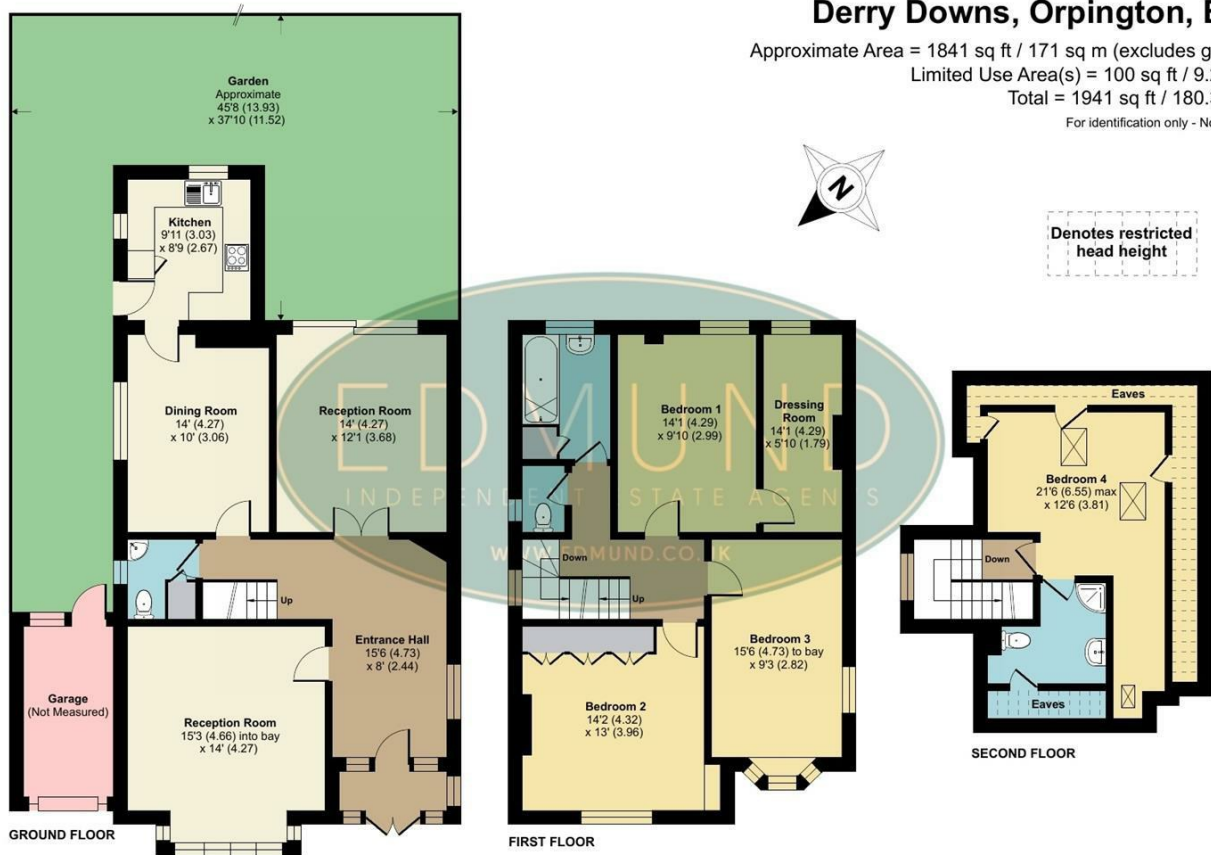 Derry Downs, Orpington,
Approximate Area = 1841 sq ft / 171 sq m (excludes
Limited Use Area(s) = 100 sq ft / 9.
Total = 1941 sq ft / 180.
For identification only -
N
Denotes restricted
head height
Garden
Approximate
45'8 (13.93)
x 37'10 (11.52)
Kitchen
9'11 (3.03)
x 8'9 (2.67)
Dining Room
14' (4.27)
x 10' (3.06)
Reception Room
14' (4.27)
x 12'1 (3.68)
Up
Entrance Hall
15'6 (4.73)
x 8' (2.44)
Garage
(Not Measured)
Reception Room
15'3 (4.66) into bay
x 14' (4.27)
GROUND FLOOR
Bedroom 1
14'1 (4.29)
x 9'10 (2.99)
Dressing
Room
14'1 (4.29)
x 5'10 (1.79)
Down
Up
Bedroom 3
15'6 (4.73) to bay
x 9'3 (2.82)
Bedroom 2
14'2 (4.32)
x 13' (3.96)
FIRST FLOOR
Eaves
Bedroom 4
21'6 (6.55) max
x 12'6 (3.81)
Down
Eaves
SECOND FLOOR
EDMUND
INDEPENDENT ESTATE AGENTS
WWW.EDMUND.CO.UK